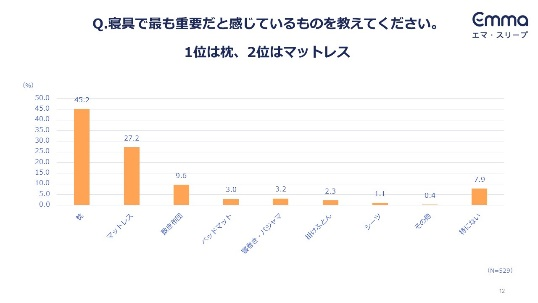 Q.寝具で最も重要だと感じているものを教えてください。
1位は枕、2位はマットレス
Emma
エマ・スリープ
(%)
50.0
45.0
40.0
35.0
30.0
25.0
20.0
15.0
10.0
5.0
0.0
45.2
27.2
9.6
3.0
3.2
2.3
1.1
0.4
7.9
枕
マットレス
敷き布団
ベッドマット
寝巻き・パジャマ
掛けふとん
シーツ
その他
特にない
(N=529)
12